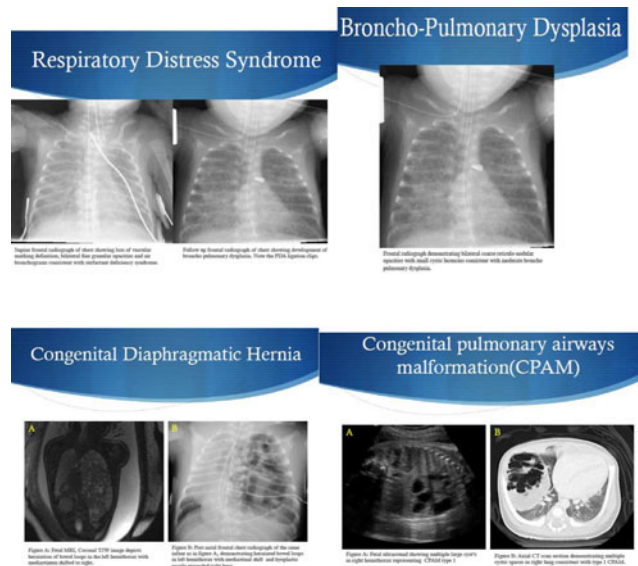 Respiratory Distress Syndrome
Supine frontal radiograph of chest showing loss of vascular
marking definition, bilateral fine granular opacities and air
bronchograms consistent with surfactant deficiency syndrome.
Follow up frontal radiograph of chest showing development of
broncho pulmonary dysplasia. Note the PDA ligation clips.
Broncho-Pulmonary Dysplasia
Frontal radiograph demonstrating bilateral coarse reticulo-nodular
opacities with small cystic lucencies consistent with moderate broncho
pulmonary dysplasia.
Congenital Diaphragmatic Hernia
A
B
Figure A: Fetal MRI, Coronal T2W image depicts
herniation of bowel loops in the left hemithorax with
mediastinum shifted to right.
Figure B: Post-natal frontal chest radiograph of the same
infant as in figure A, demonstrating herniated bowel loops
in left hemithorax with mediastinal shift and hypoplastic
Congenital pulmonary airways
malformation(CPAM)
A
B
Figure A: Fetal ultrasound showing multiple large cysts
in right hemithorax representing CPAM type 1
Figure B: Axial CT scan section demonstrating multiple
cystic spaces in right lung consistent with type 1 CPAM.